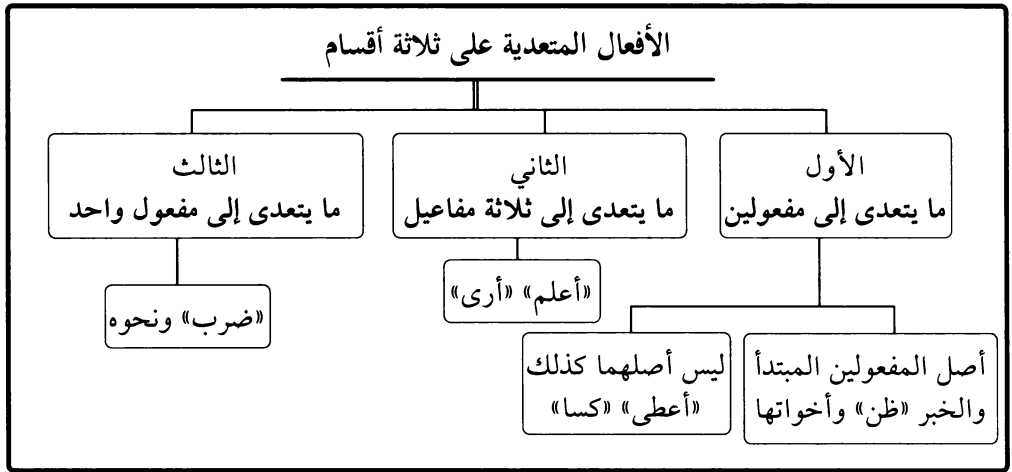 الأفعال المتعدية على ثلاثة أقسام
الأول
ما يتعدى إلى مفعولين
الثاني
ما يتعدى إلى ثلاثة مفاعيل
الثالث
ما يتعدى إلى مفعول واحد
أصل المفعولين المبتدأ
والخبر «ظن» وأخواتها
ليس أصلهما كذلك
«أعطى» «كسا»
«أعلم» «أرى»
«ضرب» ونحوه